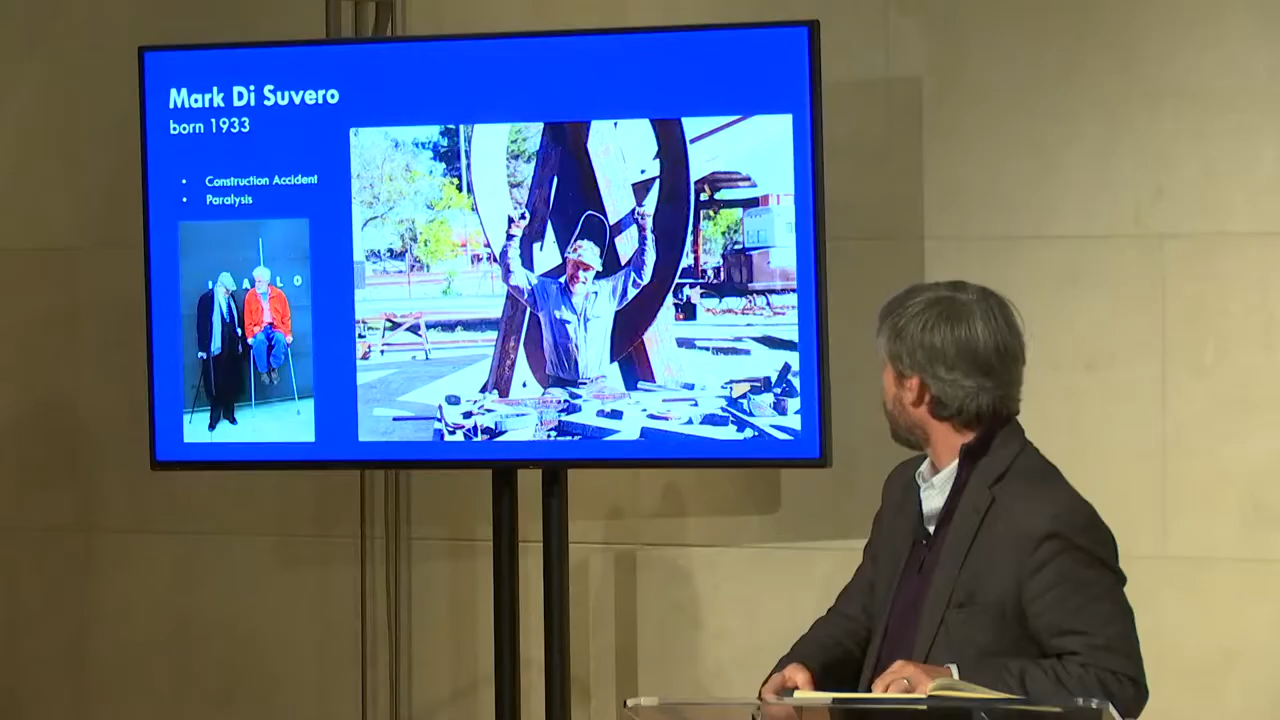 Mark Di Suvero
born 1933
• Construction Accident
• Paralysis